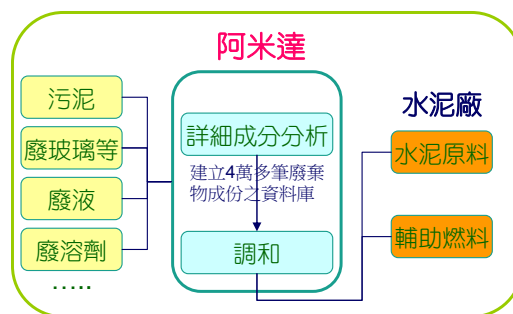 阿米達
污泥
廢玻璃等
廢液
廢溶劑
…..
詳細成分分析
建立4萬多筆廢棄
物成份之資料庫
調和
水泥廠
水泥原料
輔助燃料